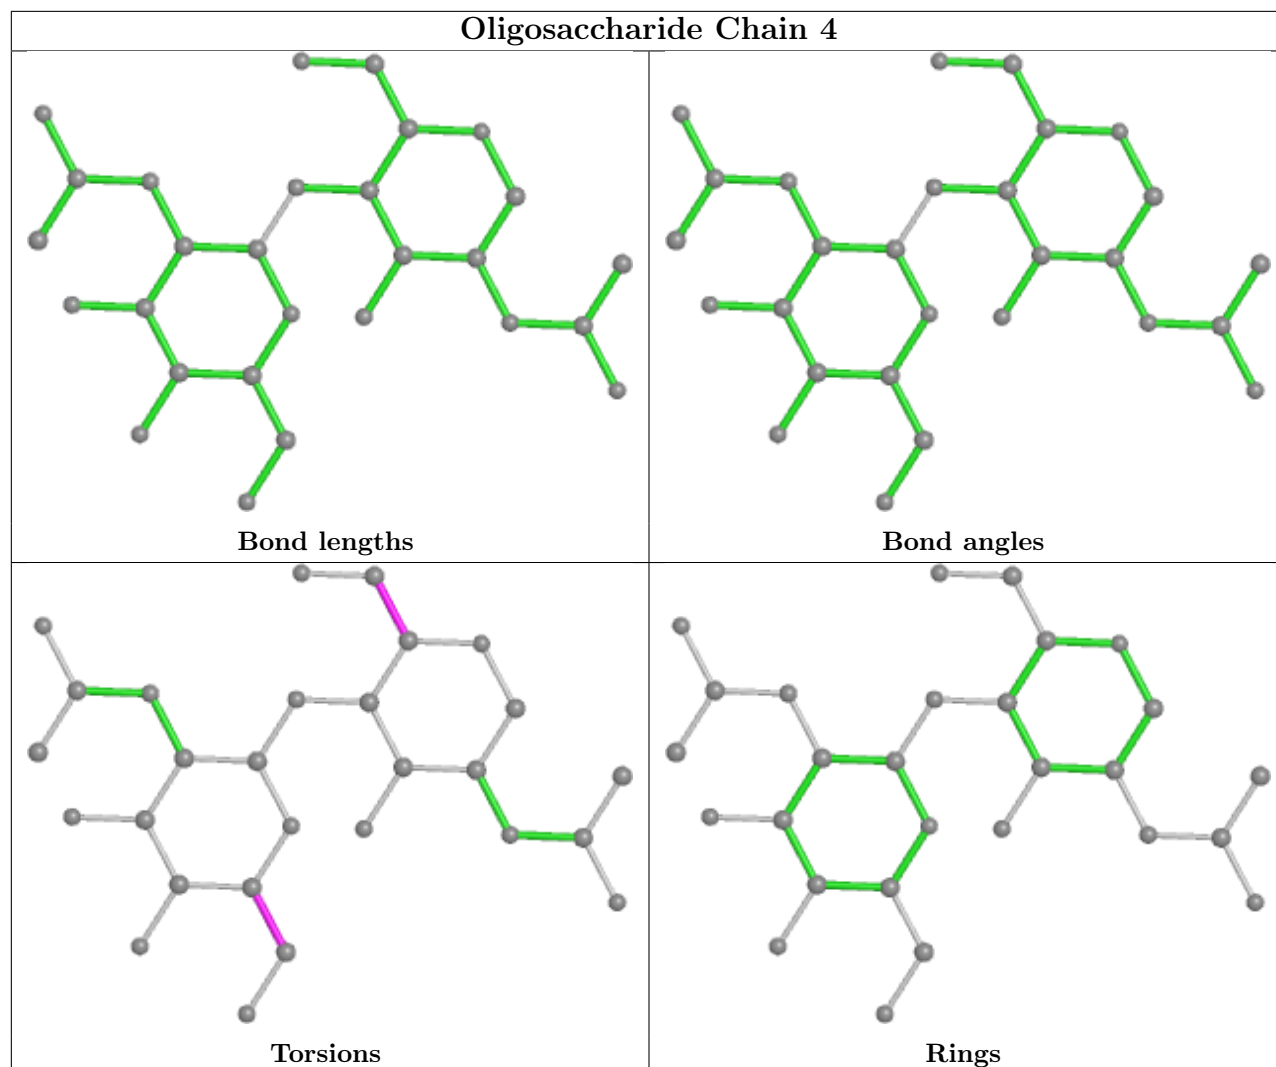 Oligosaccharide Chain 4
Bond lengths
Bond angles
Torsions
Rings